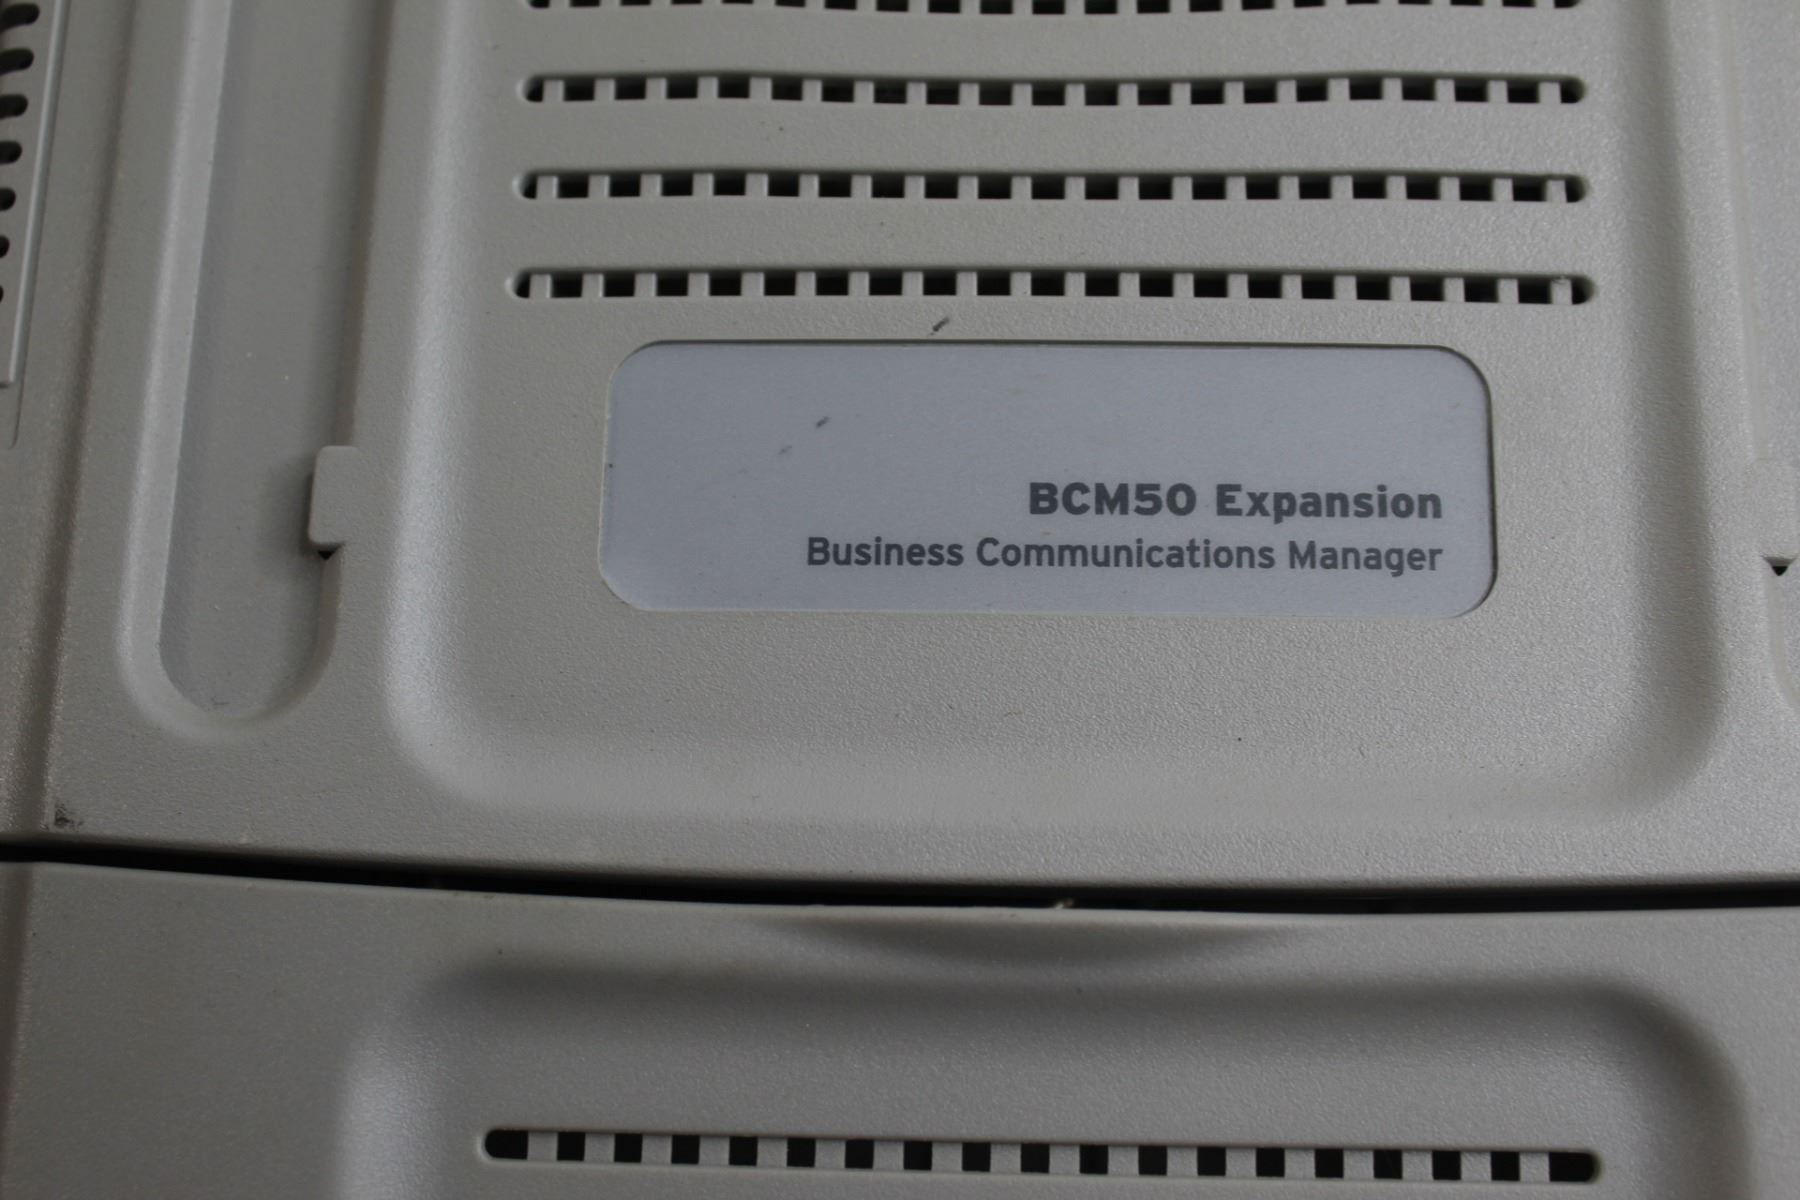 BCM50 Expansion
Business Communications Manager